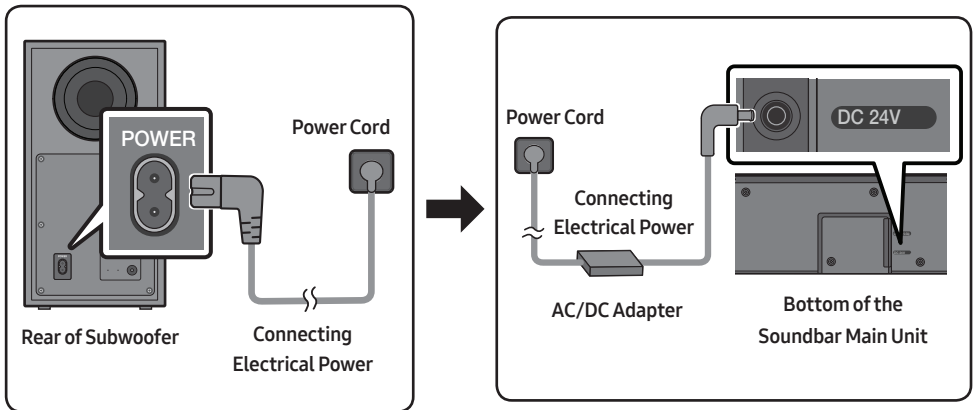 POWER
Power Cord
Rear of Subwoofer
Connecting
Electrical Power
Power Cord
DC 24V
Connecting
Electrical Power
AC/DC Adapter
Bottom of the
Soundbar Main Unit